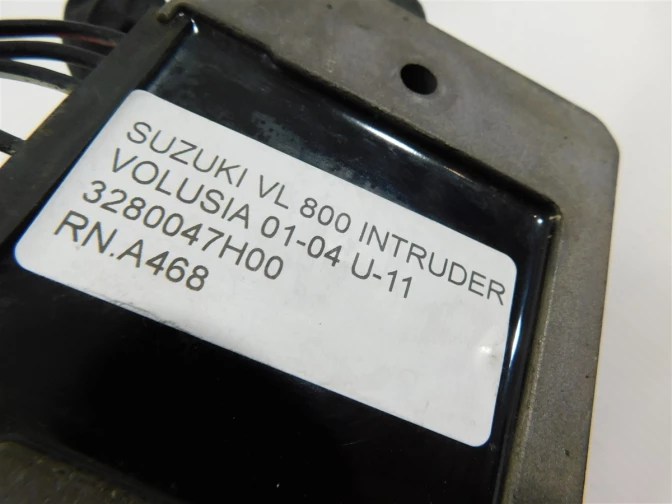 SUZUKI VL 800 INTRUDER
VOLUSIA 01-04 U-11
3280047H00
RN.A468